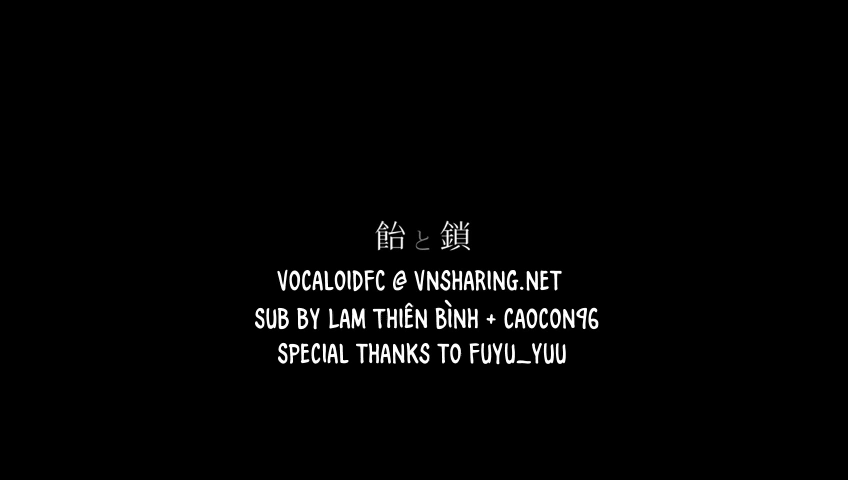 飴と鎖
VOCALOIDFC @ VNSHARING.NET
SUB BY LAM THIÊN BÌNH + CAOCON96
SPECIAL THANKS TO FUYU_YUU